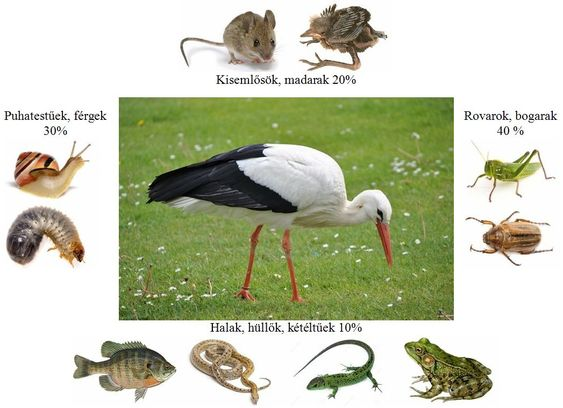 Kisemlősök, madarak 20%
Puhatestűek, férgek
30%
Rovarok, bogarak
40 %
Halak, hüllők, kétéltűek 10%